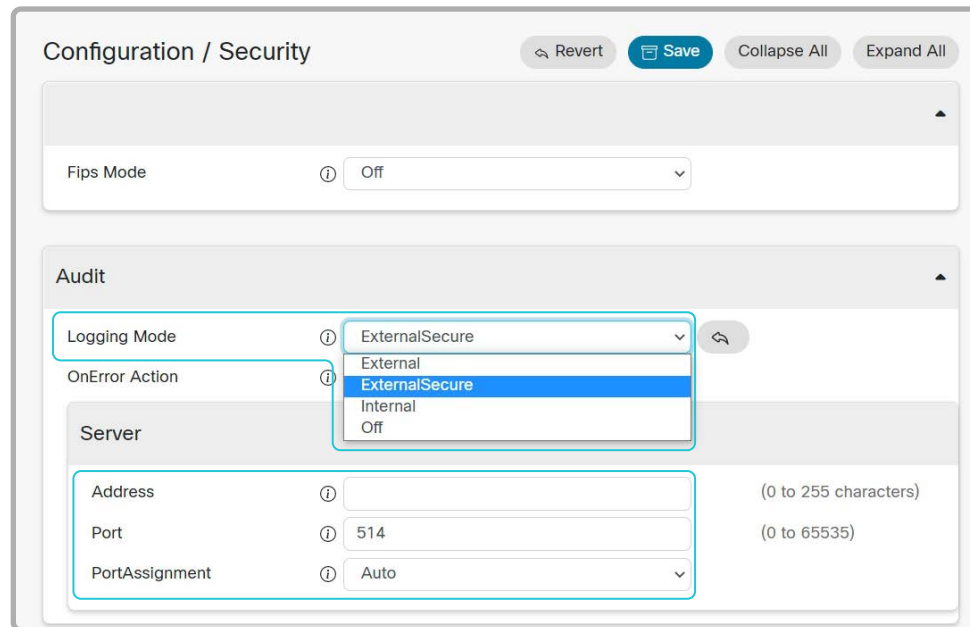 Configuration / Security
Revert
Save
Collapse All
Expand All
Fips Mode
Off
Audit
Logging Mode
ExternalSecure
External
OnError Action
ExternalSecure
Internal
Off
Server
Address
(0 to 255 characters)
Port
514
(0 to 65535)
PortAssignment
Auto